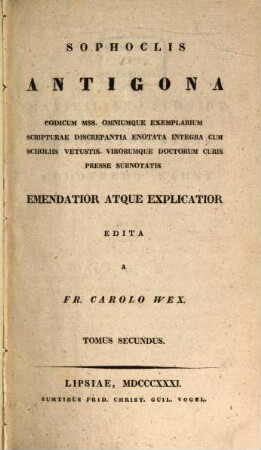 SOPHOCLIS
ANTIGONA
CODICUM MSS. OMNIUMQUE EXEMPLARIUM
SCRIPTURAE DISCREPANTIA ENOTATA INTEGRA CUM
SCHOLIIS VETUSTIS VIRORUMQUE DOCTORUM CURIS
PRESSE SUBNOTATIS
EMENDATIOR ATQUE EXPLICATIOR
EDITA
A
FR. CAROLO WEX.
TOMUS SECUNDUS.
LIPSIAE, MDCCCXXXI.
SUMTIBUS FRID. CHRIST. GUIL. VOGEL.